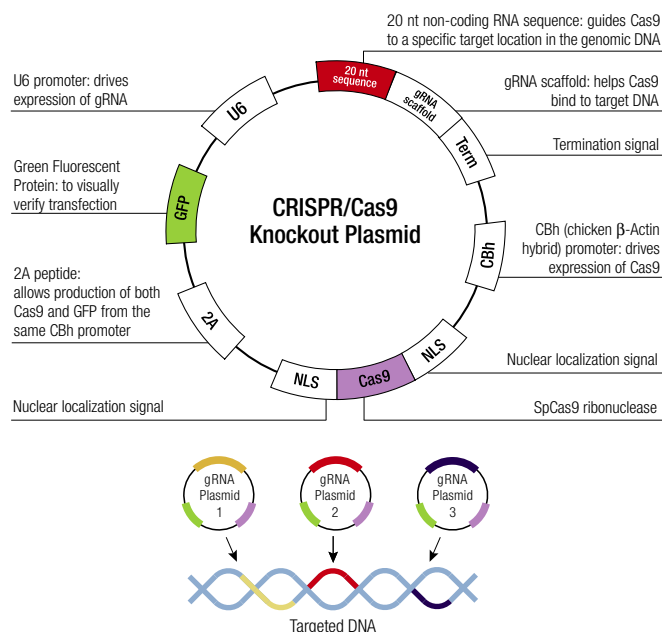 20 nt non-coding RNA sequence: guides Cas9
to a specific target location in the genomic DNA
U6 promoter: drives
expression of gRNA
gRNA scaffold: helps Cas9
bind to target DNA
Termination signal
Green Fluorescent
Protein: to visually
verify transfection
CBh (chicken β-Actin
hybrid) promoter: drives
expression of Cas9
2A peptide:
allows production of both
Cas9 and GFP from the
same CBh promoter
Nuclear localization signal
Nuclear localization signal
SpCas9 ribonuclease
20 nt
sequence
gRNA
scaffold
Term
CBh
NLS
Cas9
NLS
2A
GFP
U6
CRISPR/Cas9
Knockout Plasmid
gRNA
Plasmid
1
gRNA
Plasmid
2
gRNA
Plasmid
3
Targeted DNA